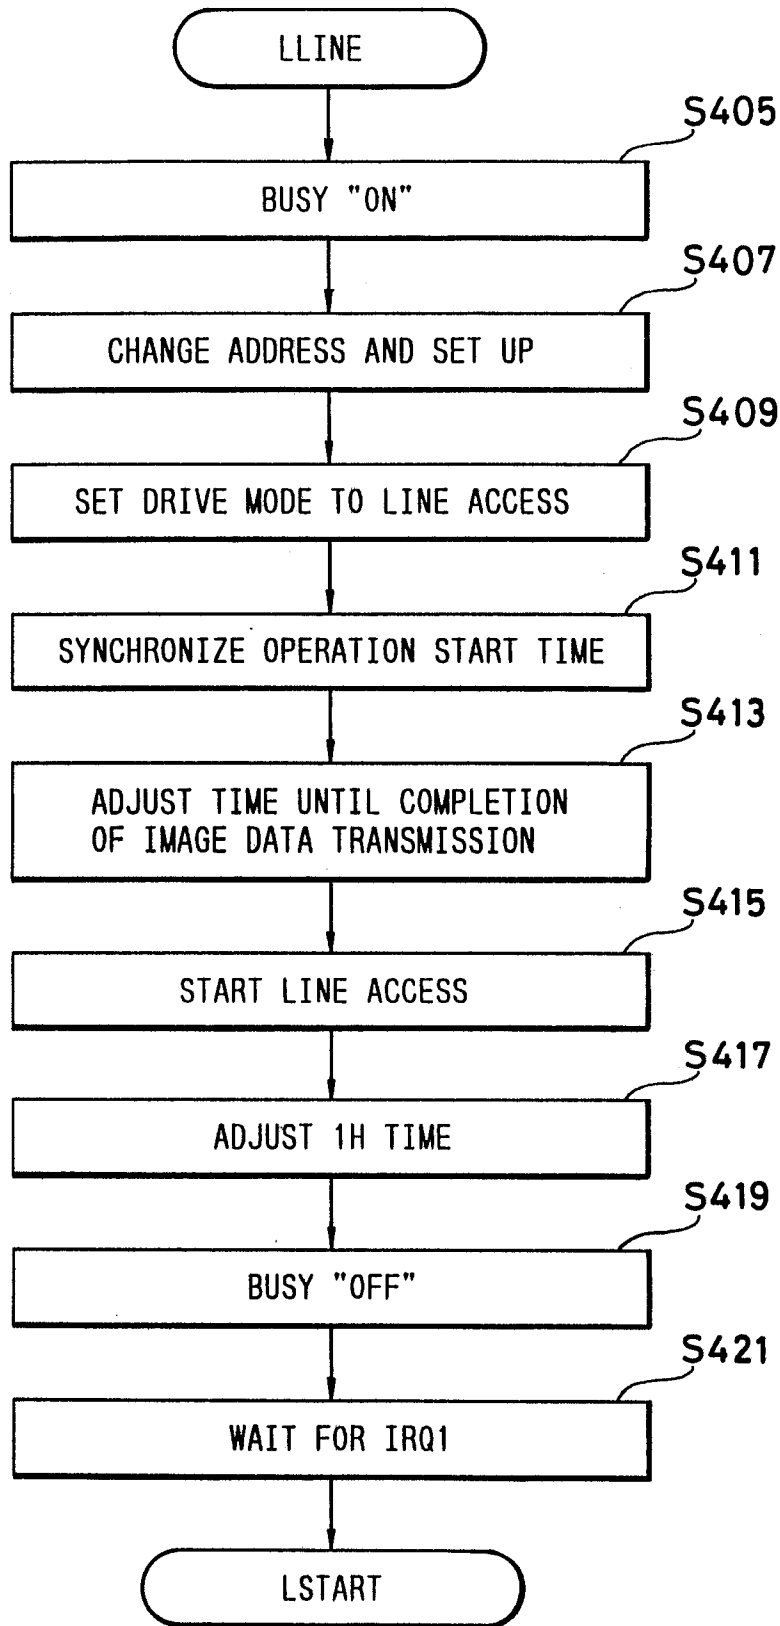 LLINE
S405
BUSY "ON"
S407
CHANGE ADDRESS AND SET UP
S409
SET DRIVE MODE TO LINE ACCESS
S411
SYNCHRONIZE OPERATION START TIME
S413
ADJUST TIME UNTIL COMPLETION
OF IMAGE DATA TRANSMISSION
S415
START LINE ACCESS
S417
ADJUST 1H TIME
S419
BUSY "OFF"
S421
WAIT FOR IRQ1
LSTART